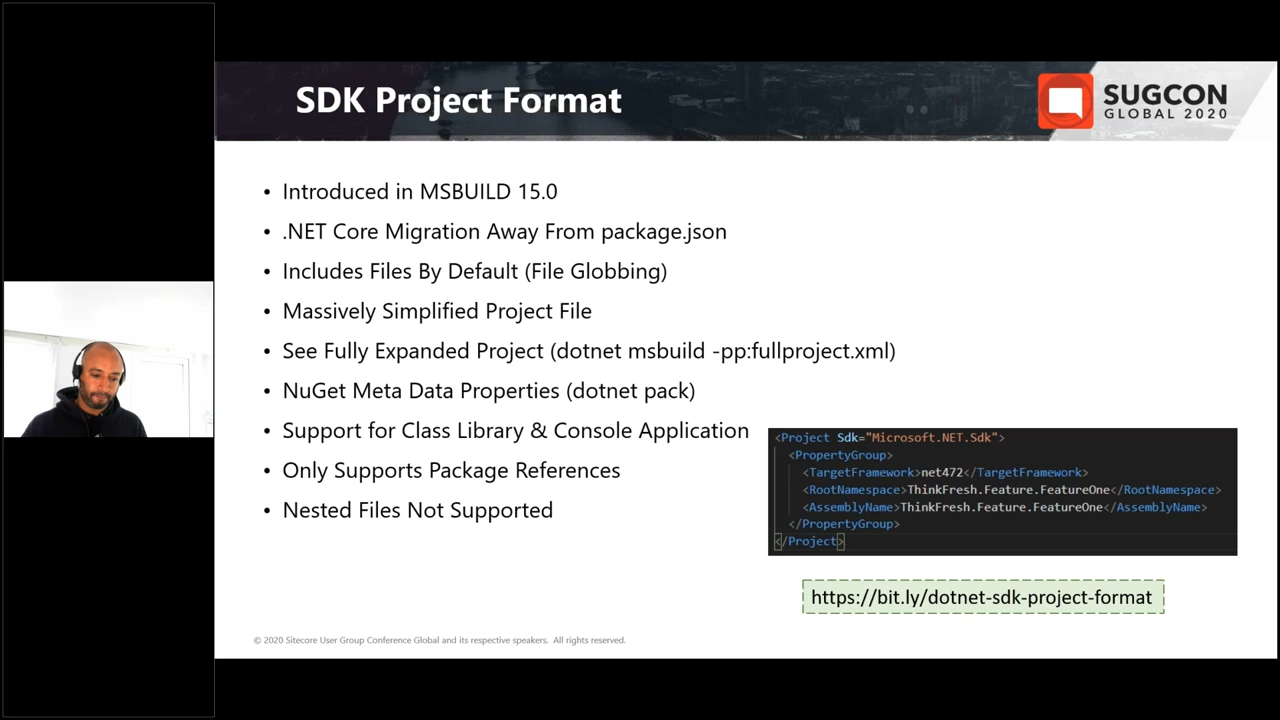 SDK Project Format
SUGCON
GLOBAL 2020
• Introduced in MSBUILD 15.0
• .NET Core Migration Away From package.json
• Includes Files By Default (File Globbing)
• Massively Simplified Project File
• See Fully Expanded Project (dotnet msbuild -pp:fullproject.xml)
• NuGet Meta Data Properties (dotnet pack)
• Support for Class Library & Console Application
• Only Supports Package References
• Nested Files Not Supported
<Project Sdk="Microsoft.NET.Sdk">
<PropertyGroup>
<TargetFramework>net472</TargetFramework>
<RootNamespace>ThinkFresh.Feature.FeatureOne</RootNamespace>
<AssemblyName>ThinkFresh.Feature.FeatureOne</AssemblyName>
</PropertyGroup>
</Project>
https://bit.ly/dotnet-sdk-project-format
© 2020 Sitecore User Group Conference Global and its respective speakers. All rights reserved.